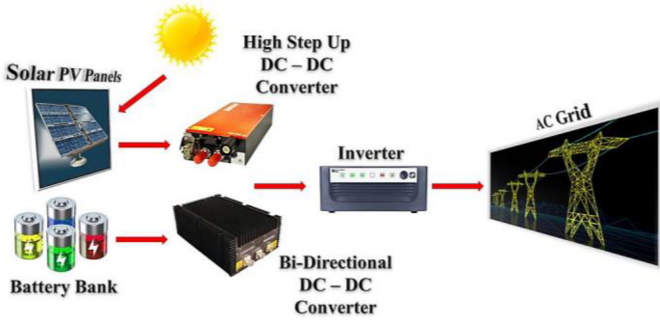 High Step Up
DC – DC
Converter
Solar PV Panels
Inverter
AC Grid
Battery Bank
Bi-Directional
DC – DC
Converter